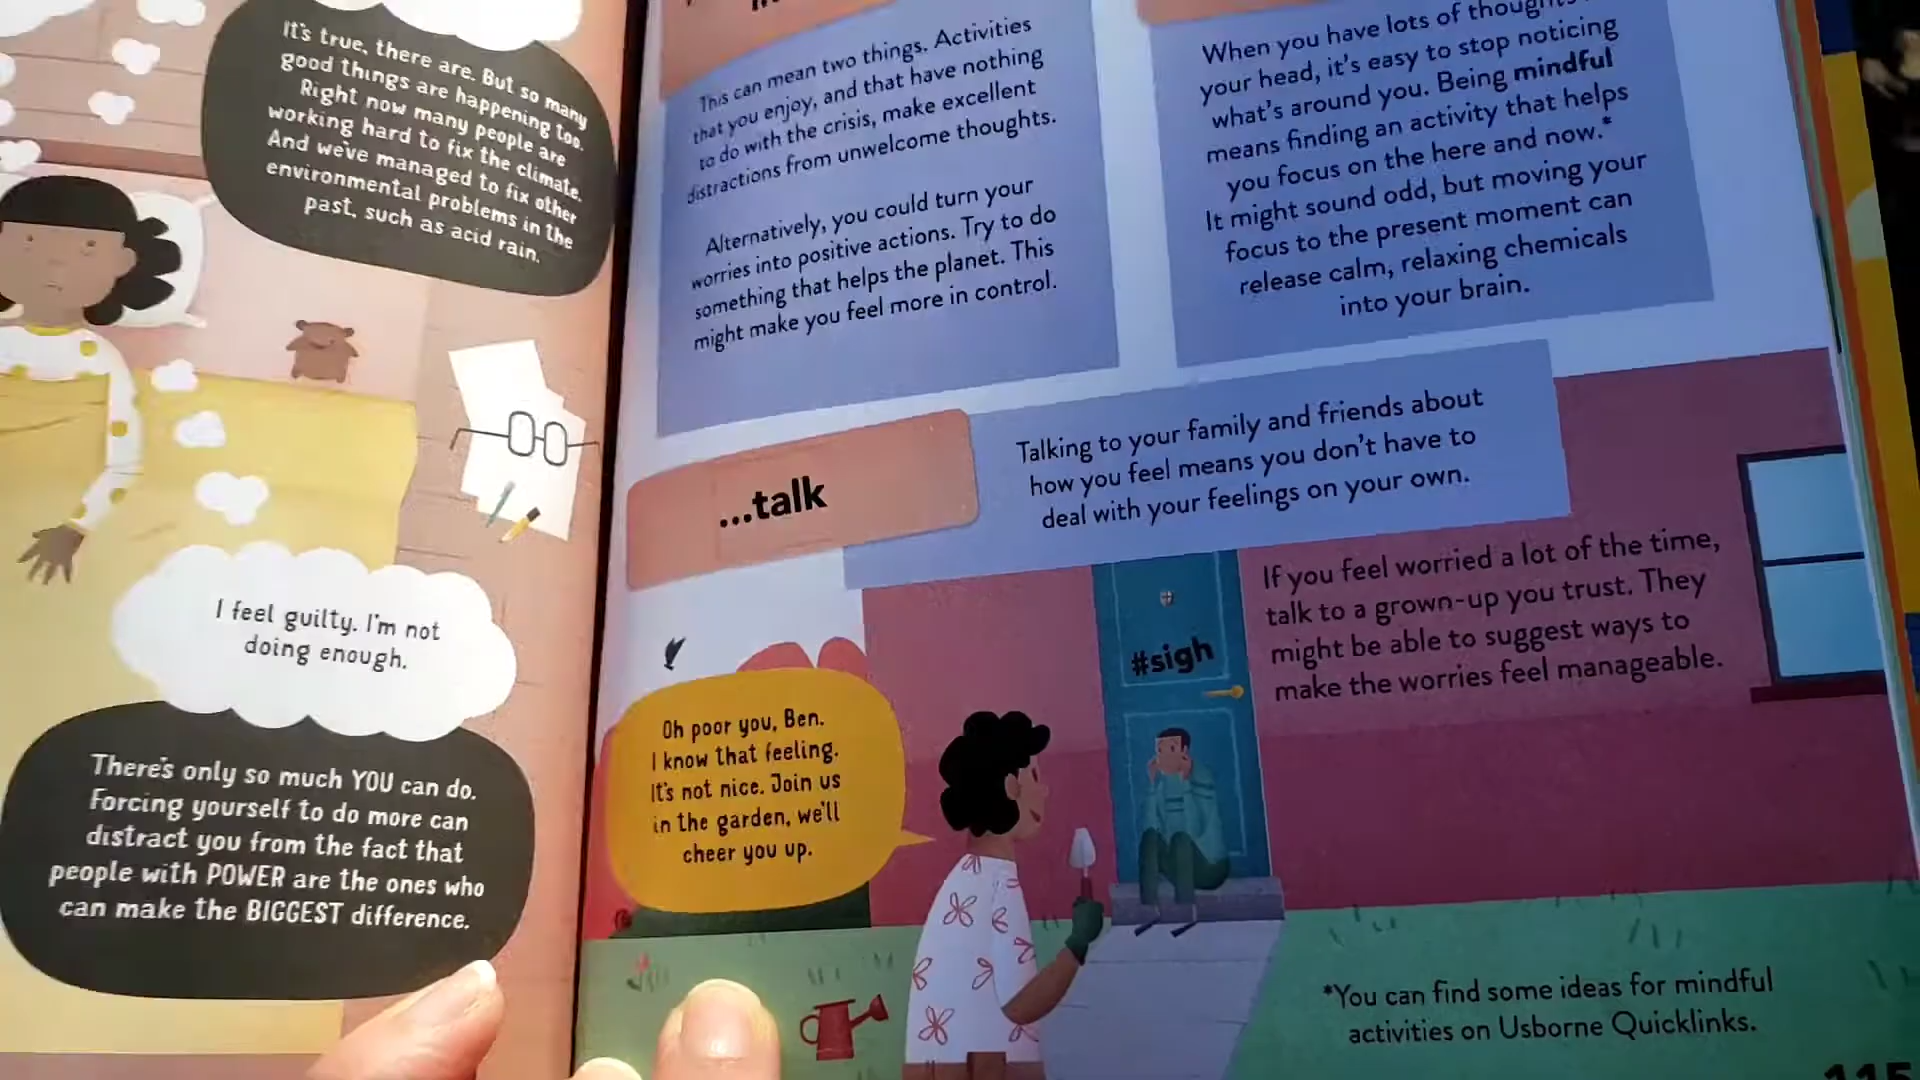 It's true, there are. But so many
good things are happening too.
Right now many people are
working hard to fix the climate.
And we've managed to fix other
environmental problems in the
past, such as acid rain.
I feel guilty. I'm not
doing enough.
There's only so much YOU can do.
Forcing yourself to do more can
distract you from the fact that
people with POWER are the ones who
can make the BIGGEST difference.
This can mean two things. Activities
that you enjoy, and that have nothing
to do with the crisis, make excellent
distractions from unwelcome thoughts.
Alternatively, you could turn your
worries into positive actions. Try to do
something that helps the planet. This
might make you feel more in control.
When you have lots of thoughts
your head, it's easy to stop noticing
what's around you. Being mindful
means finding an activity that helps
you focus on the here and now.*
It might sound odd, but moving your
focus to the present moment can
release calm, relaxing chemicals
into your brain.
...talk
Talking to your family and friends about
how you feel means you don't have to
deal with your feelings on your own.
If you feel worried a lot of the time,
talk to a grown-up you trust. They
might be able to suggest ways to
make the worries feel manageable.
#sigh
Oh poor you, Ben.
I know that feeling.
It's not nice. Join us
in the garden, we'll
cheer you up.
*You can find some ideas for mindful
activities on Usborne Quicklinks.